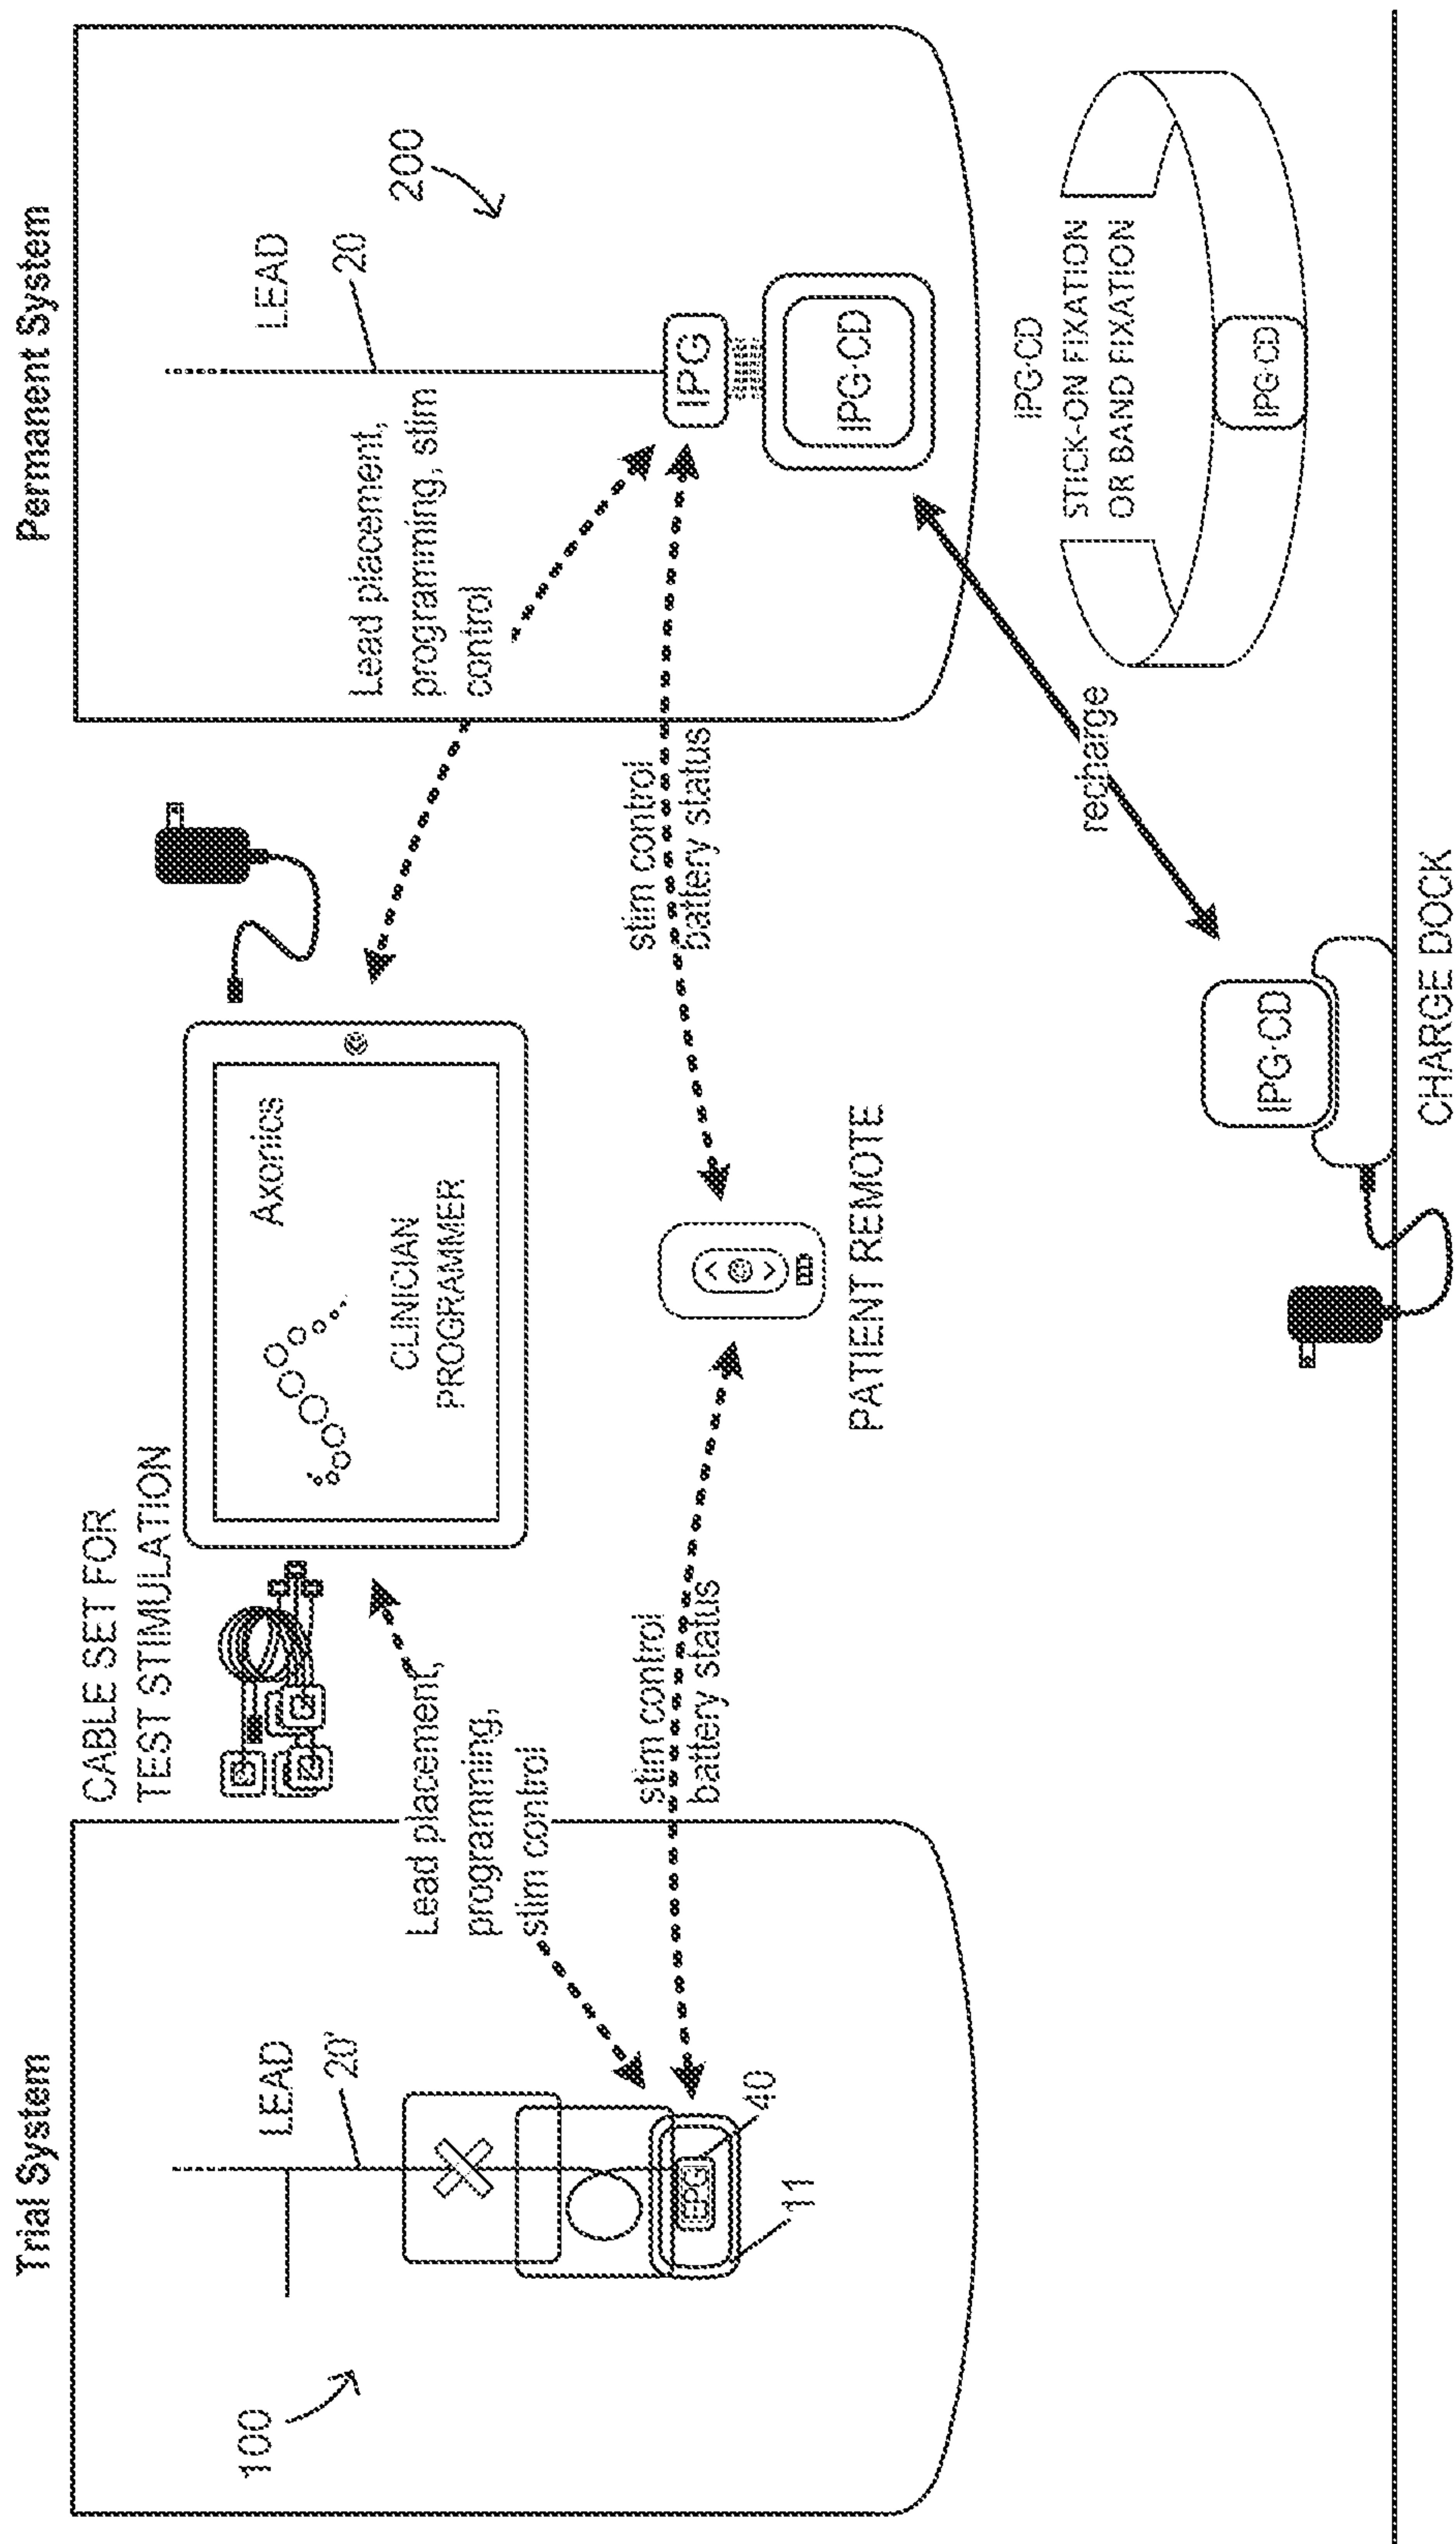 Trial System
100
LEAD
20'
EPG
40
11
Lead placement,
programming,
stim control
stim control
battery status
CABLE SET FOR
TEST STIMULATION
Axonics
CLINICIAN
PROGRAMMER
PATIENT REMOTE
Permanent System
LEAD
20
200
Lead placement,
programing, stim
control
stim control
battery status
IPG
IPG-CD
recharge
IPG-CD
STICK-ON FIXATION
OR BAND FIXATION
IPG-CD
IPG-CD
CHARGE DOCK